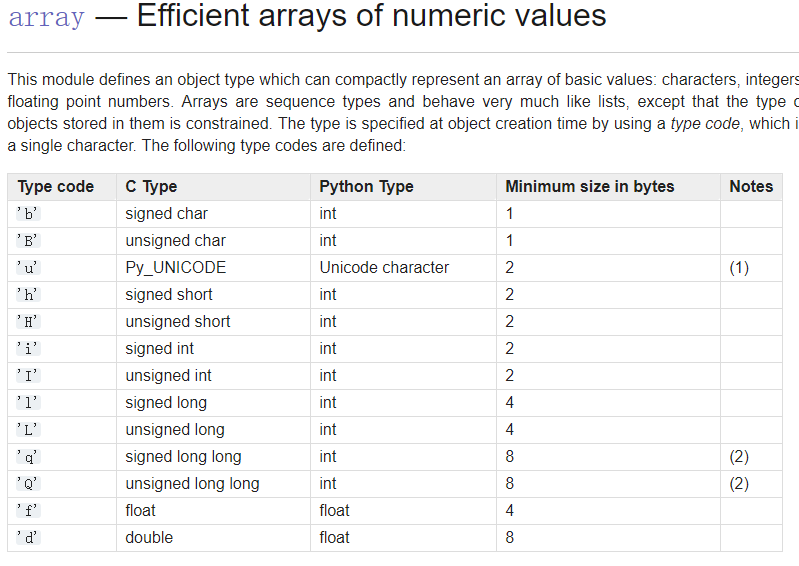 array — Efficient arrays of numeric values
This module defines an object type which can compactly represent an array of basic values: characters, integers
floating point numbers. Arrays are sequence types and behave very much like lists, except that the type
objects stored in them is constrained. The type is specified at object creation time by using a type code, which
a single character. The following type codes are defined:
Type code C Type Python Type Minimum size in bytes Notes
'b' signed char int 1
'B' unsigned char int 1
'u' Py_UNICODE Unicode character 2 (1)
'h' signed short int 2
'H' unsigned short int 2
'i' signed int int 2
'I' unsigned int int 2
'l' signed long int 4
'L' unsigned long int 4
'q' signed long long int 8 (2)
'Q' unsigned long long int 8 (2)
'f' float float 4
'd' double float 8